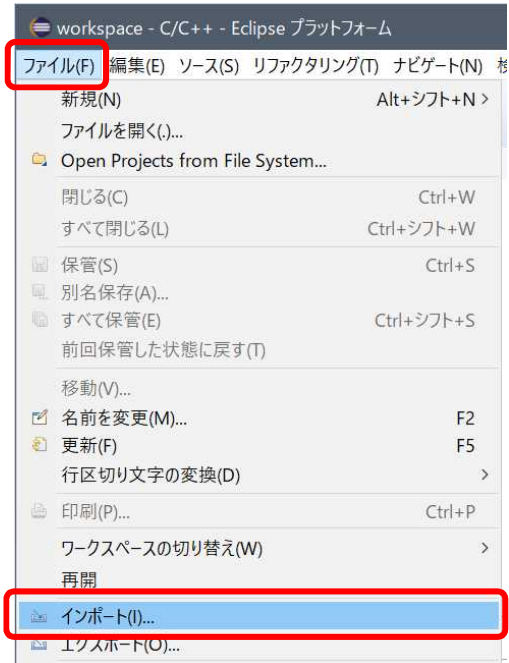 workspace - C/C++ - Eclipse プラットフォーム
ファイル(F) 編集(E) ソース(S) リファクタリング(T) ナビゲート(N) 検
新規(N) Alt+シフト+N >
ファイルを開く(.)...
Open Projects from File System...
閉じる(C) Ctrl+W
すべて閉じる(L) Ctrl+シフト+W
保管(S) Ctrl+S
別名保存(A)...
すべて保管(E) Ctrl+シフト+S
前回保管した状態に戻す(T)
移動(V)...
名前を変更(M)... F2
更新(F) F5
行区切り文字の変換(D) >
印刷(P)... Ctrl+P
ワークスペースの切り替え(W) >
再開
インポート(I)...
エクスポート(O)...